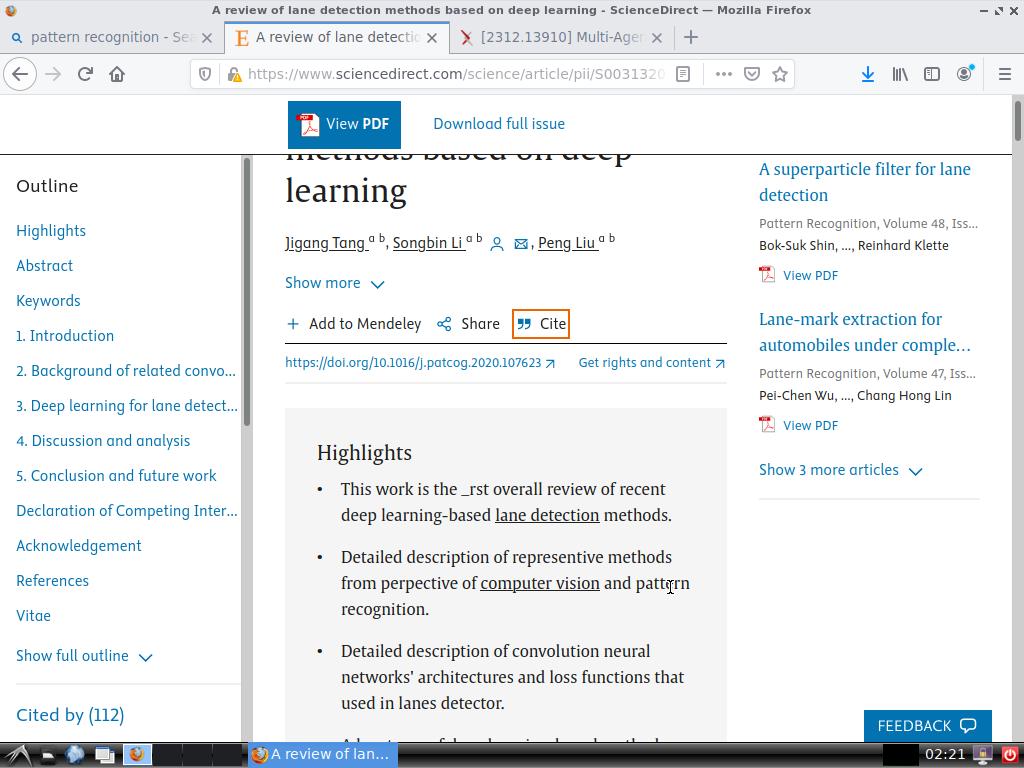 A review of lane detection methods based on deep learning - ScienceDirect — Mozilla Firefox
pattern recognition - Sea
A review of lane detectio
[2312.13910] Multi-Agen
https://www.sciencedirect.com/science/article/pii/S0031320
View PDF
Download full issue
Outline
Highlights
Abstract
Keywords
1. Introduction
2. Background of related convo...
3. Deep learning for lane detect...
4. Discussion and analysis
5. Conclusion and future work
Declaration of Competing Inter...
Acknowledgement
References
Vitae
Show full outline
Cited by (112)
methods based on deep
learning
Jigang Tang a b, Songbin Li a b, Peng Liu a b
Show more
Add to Mendeley Share Cite
https://doi.org/10.1016/j.patcog.2020.107623 Get rights and content
Highlights
• This work is the _rst overall review of recent
deep learning-based lane detection methods.
• Detailed description of representive methods
from perpective of computer vision and pattern
recognition.
• Detailed description of convolution neural
networks' architectures and loss functions that
used in lanes detector.
A superparticle filter for lane
detection
Pattern Recognition, Volume 48, Iss...
Bok-Suk Shin, ..., Reinhard Klette
View PDF
Lane-mark extraction for
automobiles under comple...
Pattern Recognition, Volume 47, Iss...
Pei-Chen Wu, ..., Chang Hong Lin
View PDF
Show 3 more articles
FEEDBACK
A review of lan...
02:21